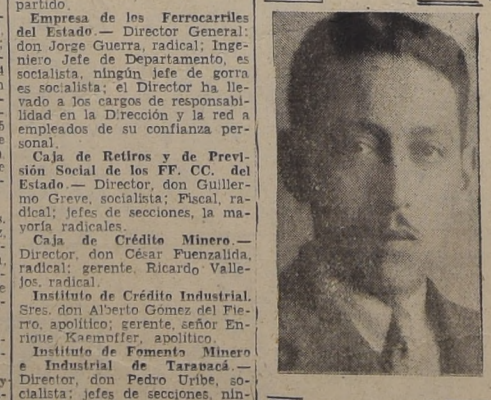 partido.
Empresa de los Ferrocarriles
del Estado.— Director General:
don Jorge Guerra, radical; Inge-
niero Jefe de Departamento, es
socialista, ningún jefe de gorra
es socialista; el Director ha lle-
vado a los cargos de responsabi-
lidad en la Dirección y la red a
empleados de su confianza per-
sonal.
Caja de Retiros y de Previ-
sión Social de los FF. CC. del
Estado.— Director, don Guiller-
mo Greve, socialista; Fiscal, ra-
dical; jefes de secciones, la ma-
yoría radicales.
Caja de Crédito Minero.—
Director, don César Fuenzalida,
radical; gerente, Ricardo Valle-
jos, radical.
Instituto de Crédito Industrial.
Sres. don Alberto Gómez del Fie-
rro, apolítico; gerente, señor En-
rique Kaempffer, apolítico.
Instituto de Fomento Minero
e Industrial de Tarapacá.—
Director, don Pedro Uribe, so-
cialista; jefes de secciones, nin-